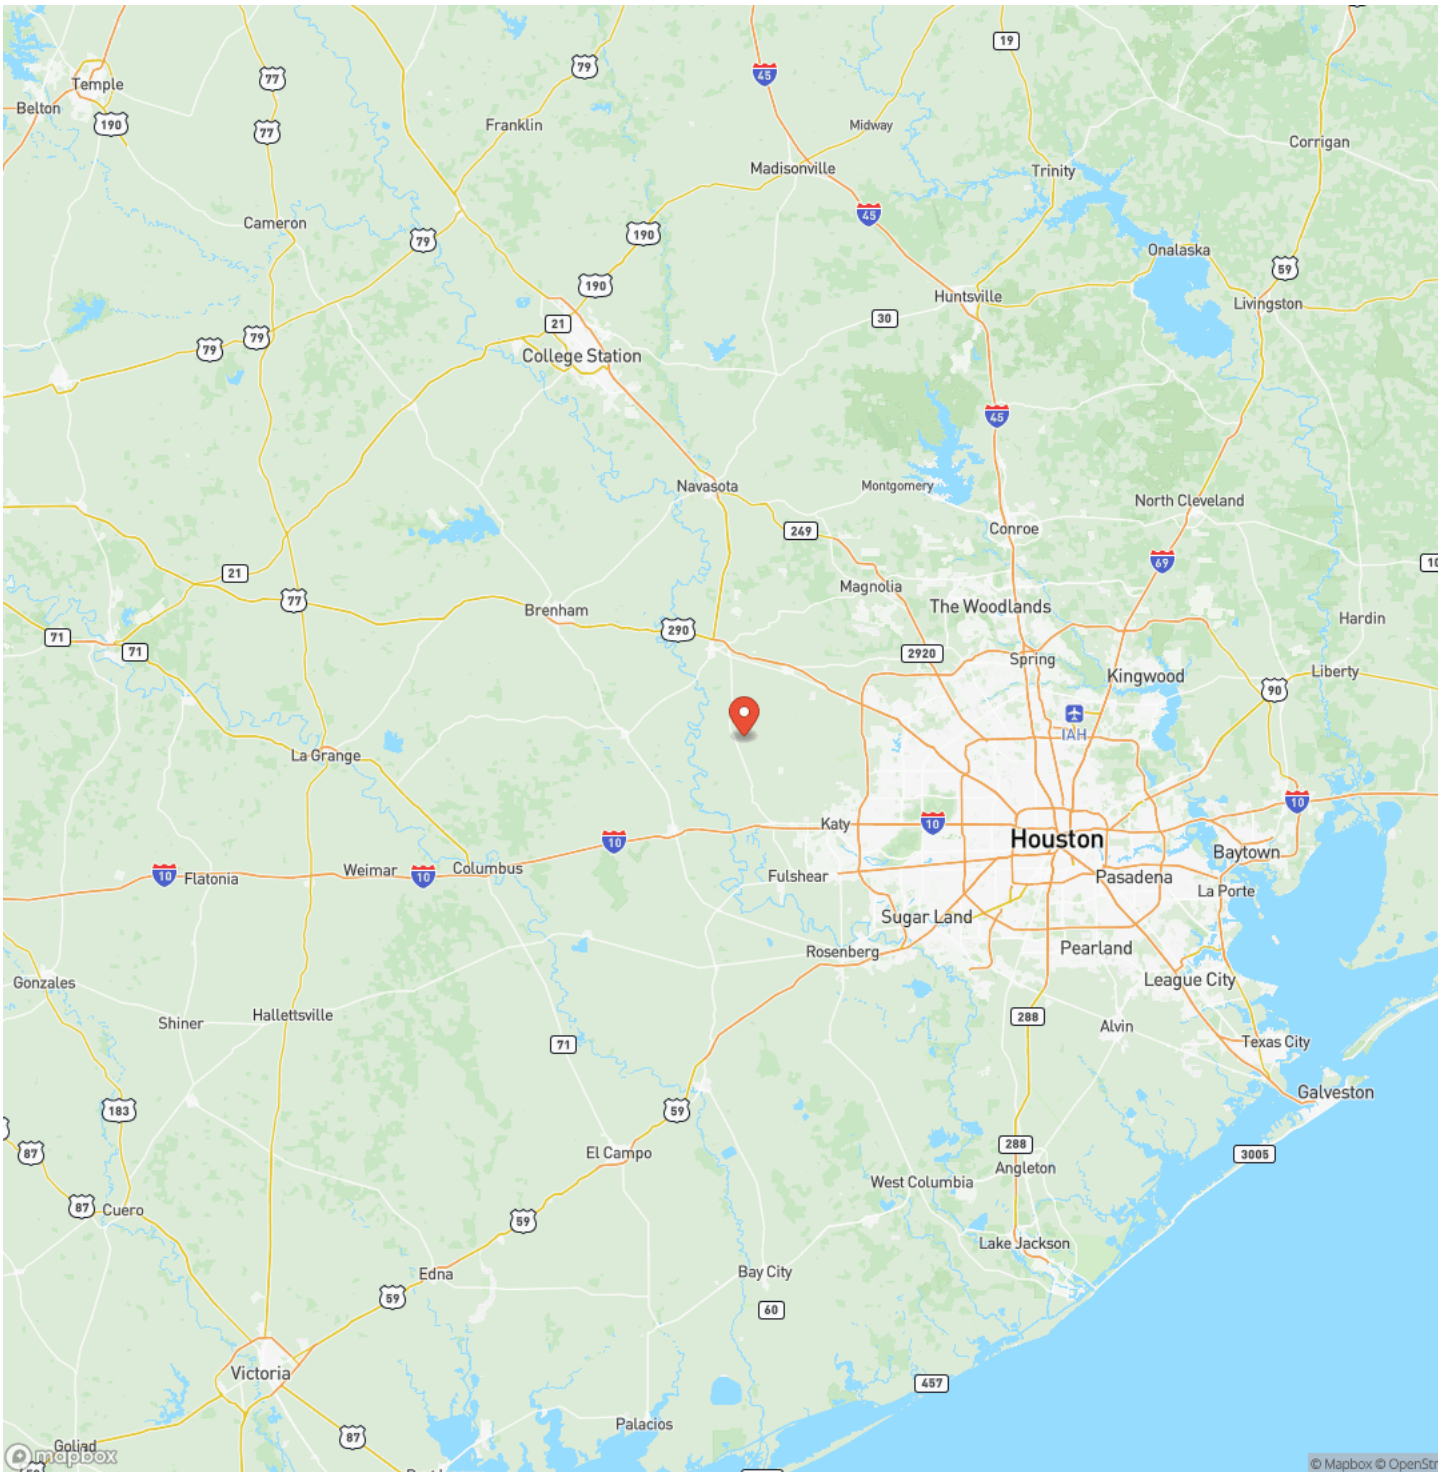 19
79
77
45
Temple
Belton
190
Franklin
Midway
77
Corrigan
Madisonville
Trinity
45
Cameron
190
79
Onalaska
59
190
Huntsville
Livingston
30
21
79
79
College Station
45
Navasota
Montgomery
North Cleveland
249
Conroe
69
10
21
Magnolia
77
The Woodlands
Brenham
Hardin
290
71
71
2920
Spring
Liberty
Kingwood
90
IAH
La Grange
10
Katy
10
10
Houston
Baytown
Weimar
Columbus
10
10
Flatonia
Fulshear
Pasadena
La Porte
Sugar Land
Rosenberg
Pearland
Gonzales
League City
Hallettsville
288
Shiner
Alvin
71
Texas City
Galveston
183
59
288
87
El Campo
3005
Angleton
West Columbia
87
Cuero
59
Lake Jackson
Edna
Bay City
59
60
Victoria
457
Palacios
87
Goliad
mapbox
© Mapbox © OpenStr